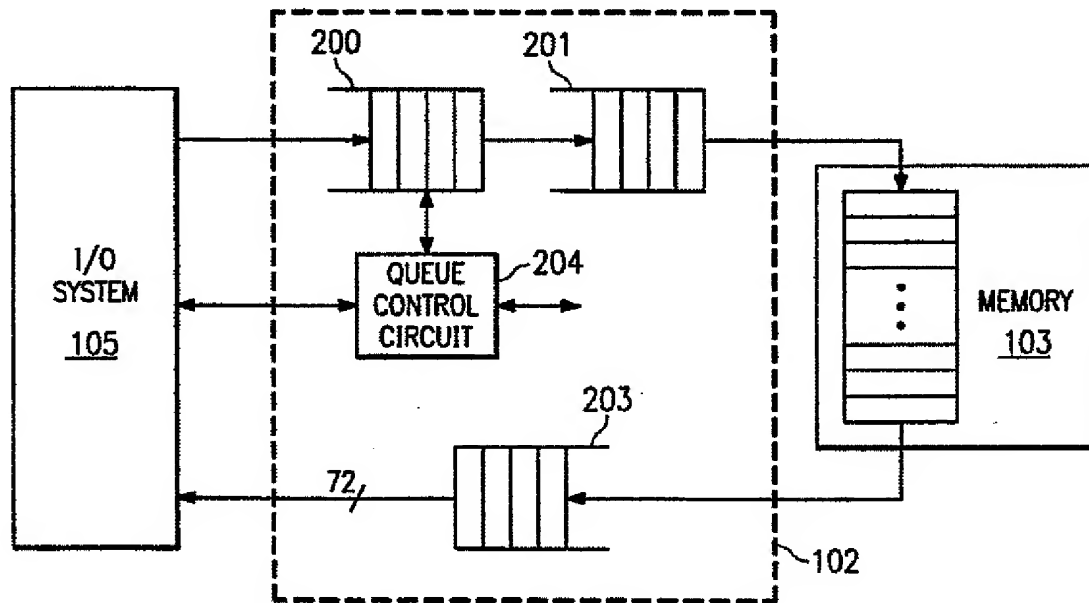 200
201
I/O
SYSTEM
105
QUEUE
CONTROL
CIRCUIT
204
MEMORY
103
203
72
102